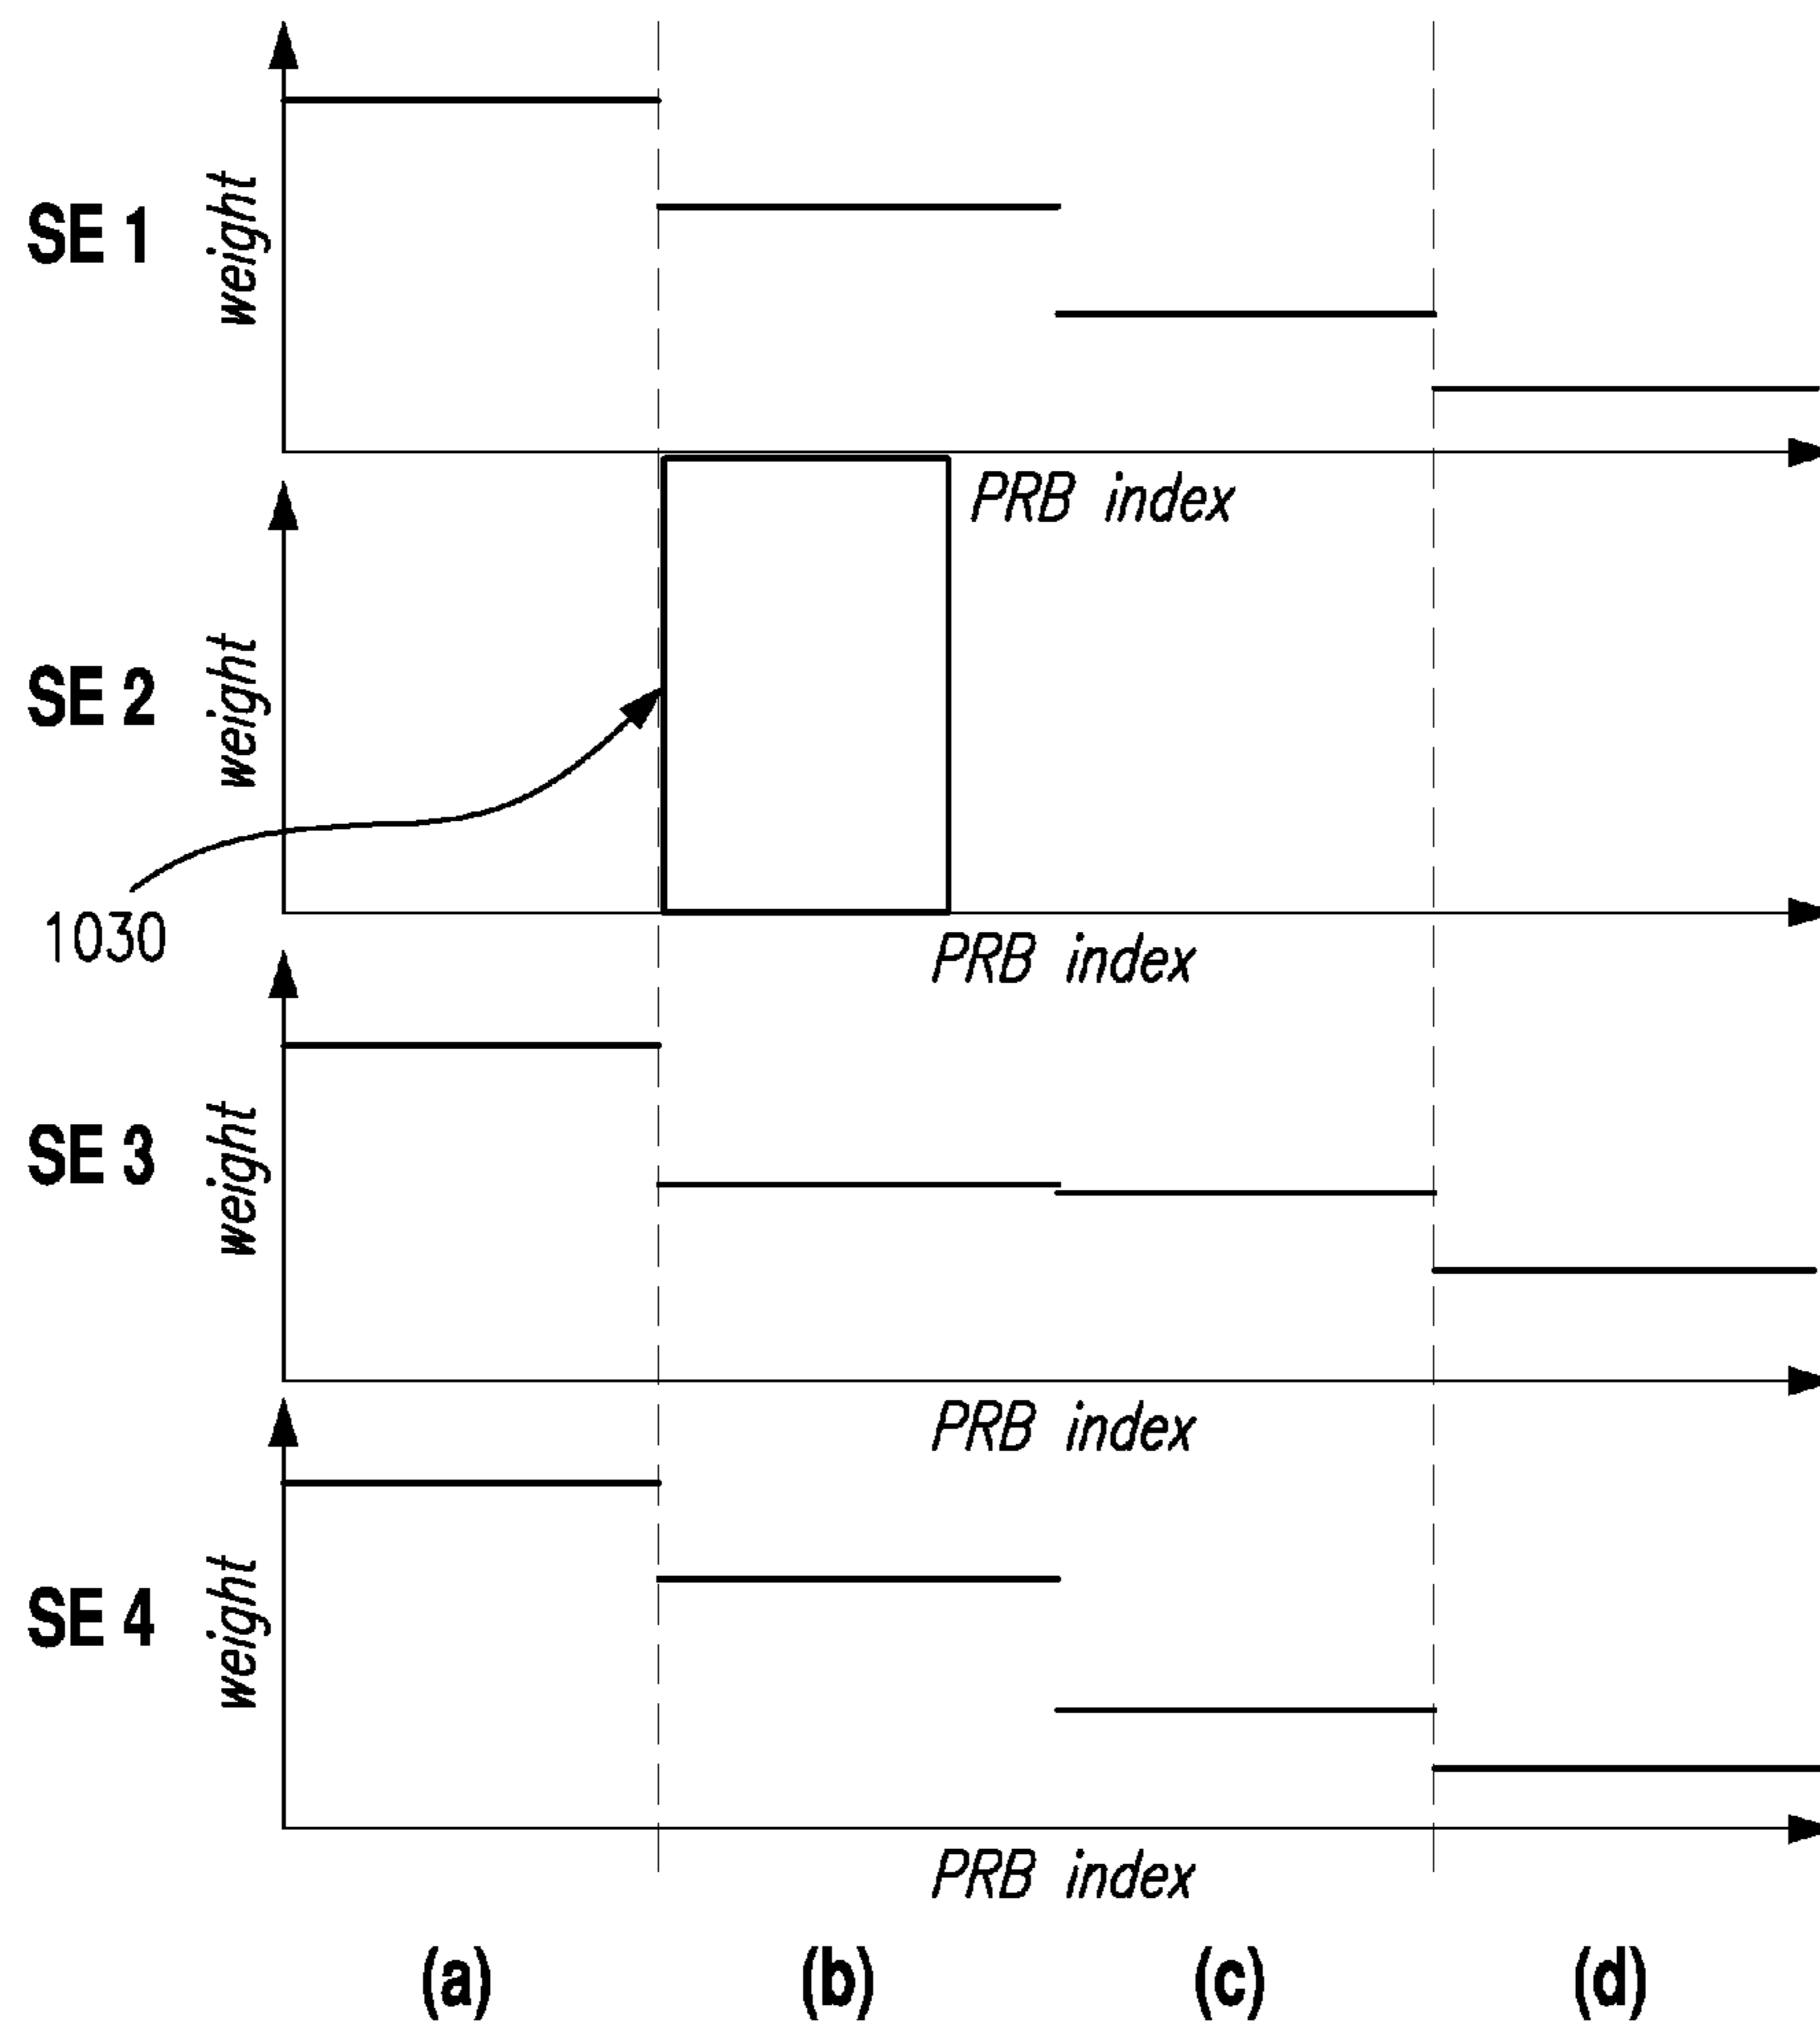 SE 1
weight
PRB index
SE 2
weight
1030
PRB index
SE 3
weight
PRB index
SE 4
weight
PRB index
(a) (b) (c) (d)